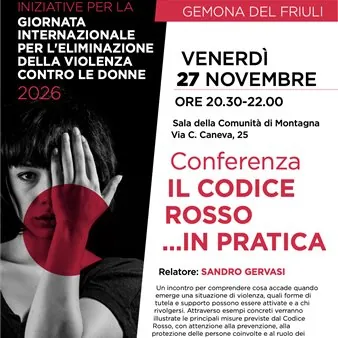 INIZIATIVE PER LA
GIORNATA
INTERNAZIONALE
PER L'ELIMINAZIONE
DELLA VIOLENZA
CONTRO LE DONNE
2026
GEMONA DEL FRIULI
VENERDÌ
27 NOVEMBRE
ORE 20.30-22.00
Sala della Comunità di Montagna
Via C. Caneva, 25
Conferenza
IL CODICE
ROSSO
...IN PRATICA
Relatore: SANDRO GERVASI
Un incontro per comprendere cosa accade quando
emerge una situazione di violenza, quali forme di
tutela e supporto possono essere attivate e a chi
rivolgersi. Attraverso esempi concreti verranno
illustrate le principali misure previste dal Codice
Rosso, con attenzione alla prevenzione, alla
protezione delle persone coinvolte e al ruolo dei